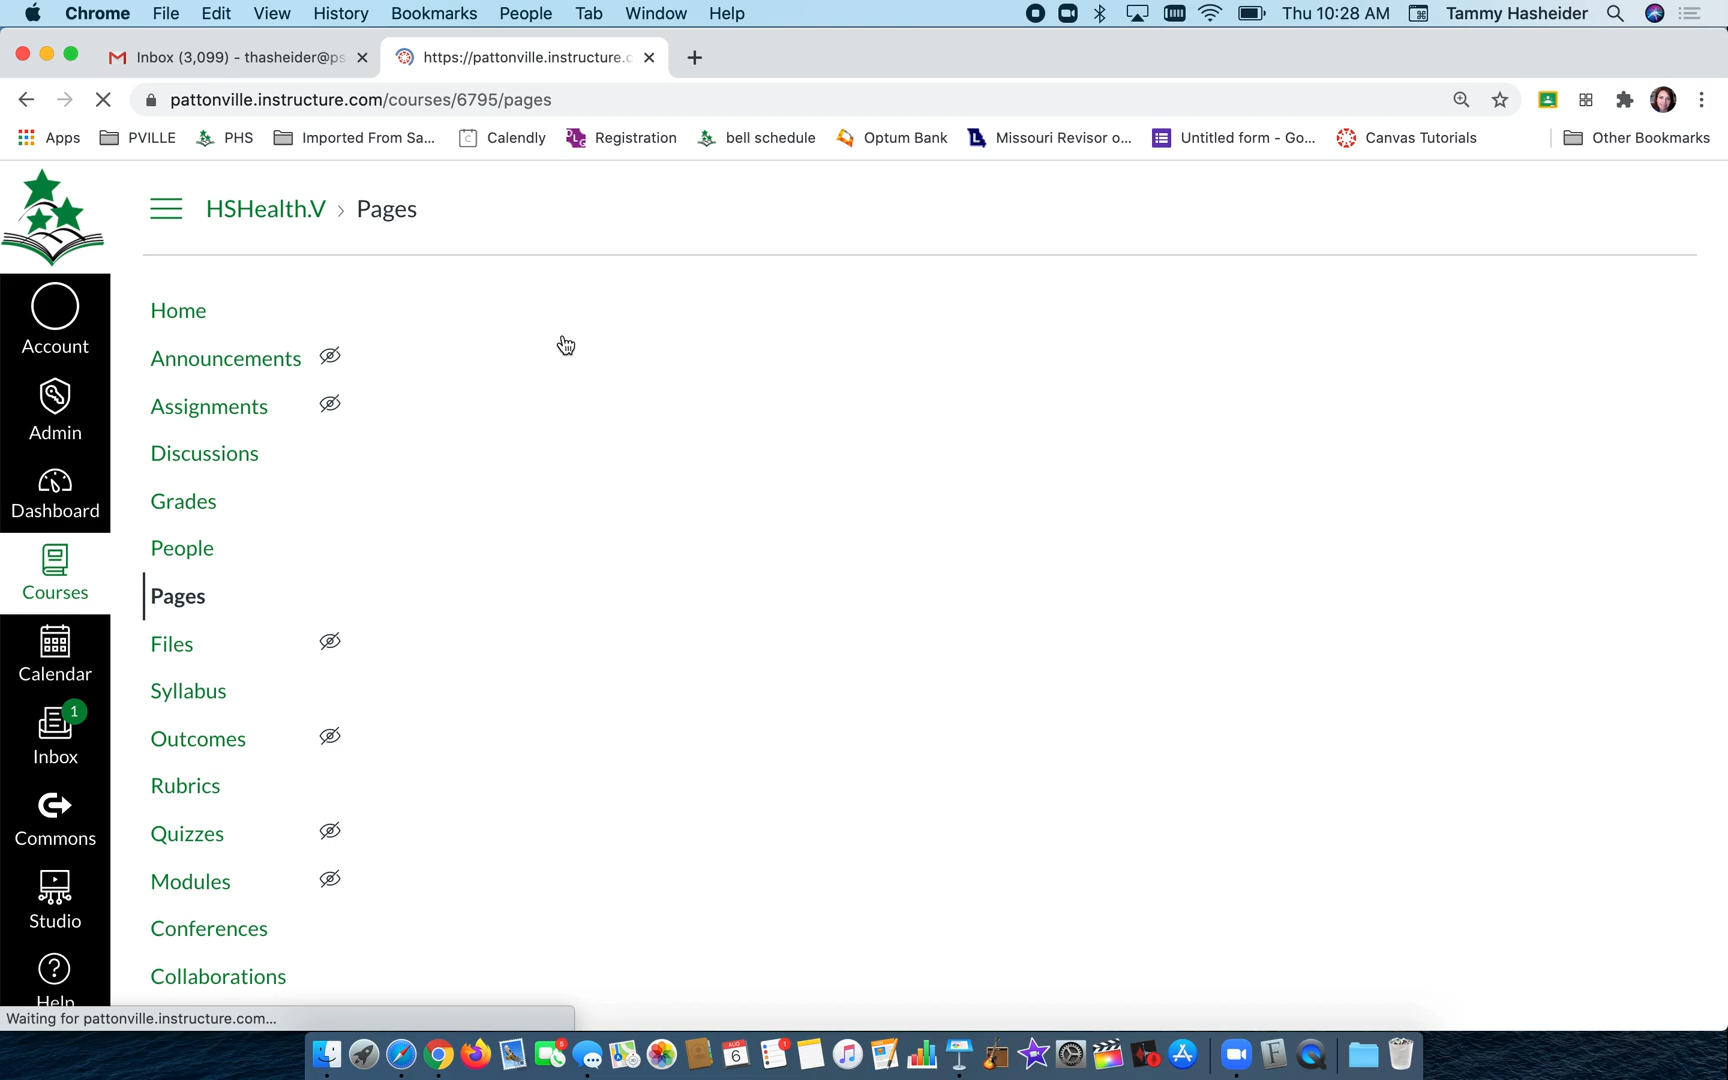 Chrome File Edit View History Bookmarks People Tab Window Help Thu 10:28 AM Tammy Hasheider
Inbox (3,099) - thasheider@ps https://pattonville.instructure.c
pattonville.instructure.com/courses/6795/pages
Apps PVILLE PHS Imported From Sa... Calendly Registration bell schedule Optum Bank Missouri Revisor o... Untitled form - Go... Canvas Tutorials Other Bookmarks
HSHealth.V › Pages
Home
Account
Announcements
Assignments
Admin
Discussions
Grades
Dashboard
People
Courses
Pages
Files
Calendar
Syllabus
1
Outcomes
Inbox
Rubrics
Quizzes
Commons
Modules
Studio
Conferences
Collaborations
Help
Waiting for pattonville.instructure.com...
5
AUG
6
1